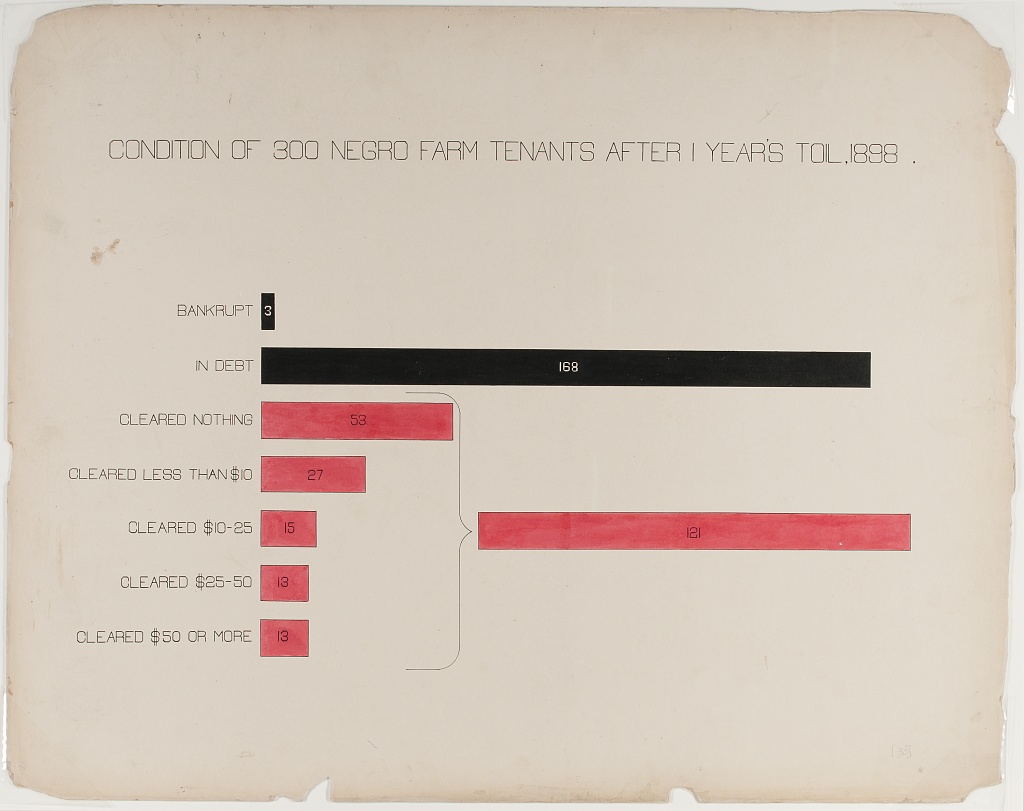 CONDITION OF 300 NEGRO FARM TENANTS AFTER 1 YEAR'S TOIL, 1898 .
BANKRUPT 3
IN DEBT 168
CLEARED NOTHING 53
CLEARED LESS THAN $10 27
CLEARED $10-25 15
121
CLEARED $25-50 13
CLEARED $50 OR MORE 13